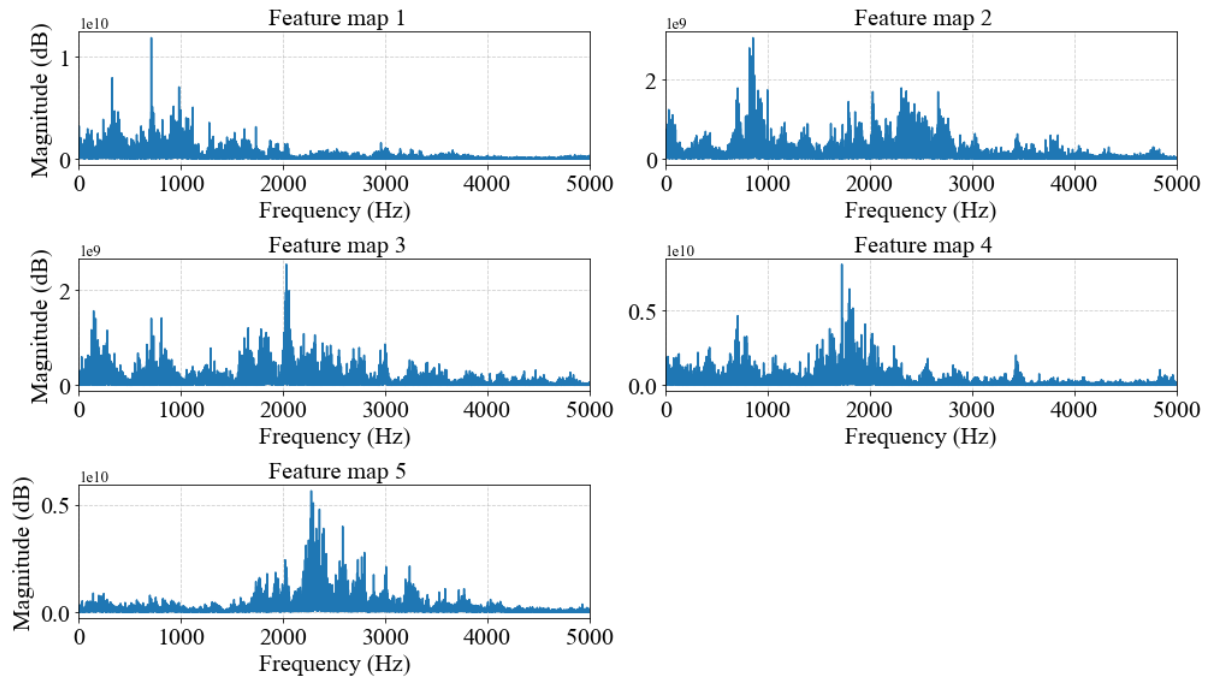 Feature map 1
1e10
Magnitude (dB)
1
0
0 1000 2000 3000 4000 5000
Frequency (Hz)
Feature map 2
1e9
2
0
0 1000 2000 3000 4000 5000
Frequency (Hz)
Feature map 3
1e9
Magnitude (dB)
2
0
0 1000 2000 3000 4000 5000
Frequency (Hz)
Feature map 4
1e10
0.5
0.0
0 1000 2000 3000 4000 5000
Frequency (Hz)
Feature map 5
1e10
Magnitude (dB)
0.5
0.0
0 1000 2000 3000 4000 5000
Frequency (Hz)